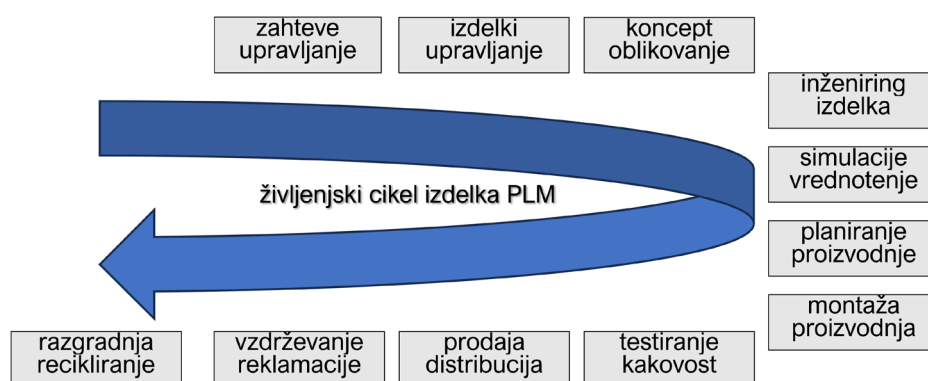 zahteve
upravljanje
izdelki
upravljanje
koncept
oblikovanje
inženiring
izdelka
simulacije
vrednotenje
življenjski cikel izdelka PLM
planiranje
proizvodnje
montaža
proizvodnja
razgradnja
recikliranje
vzdrževanje
reklamacije
prodaja
distribucija
testiranje
kakovost